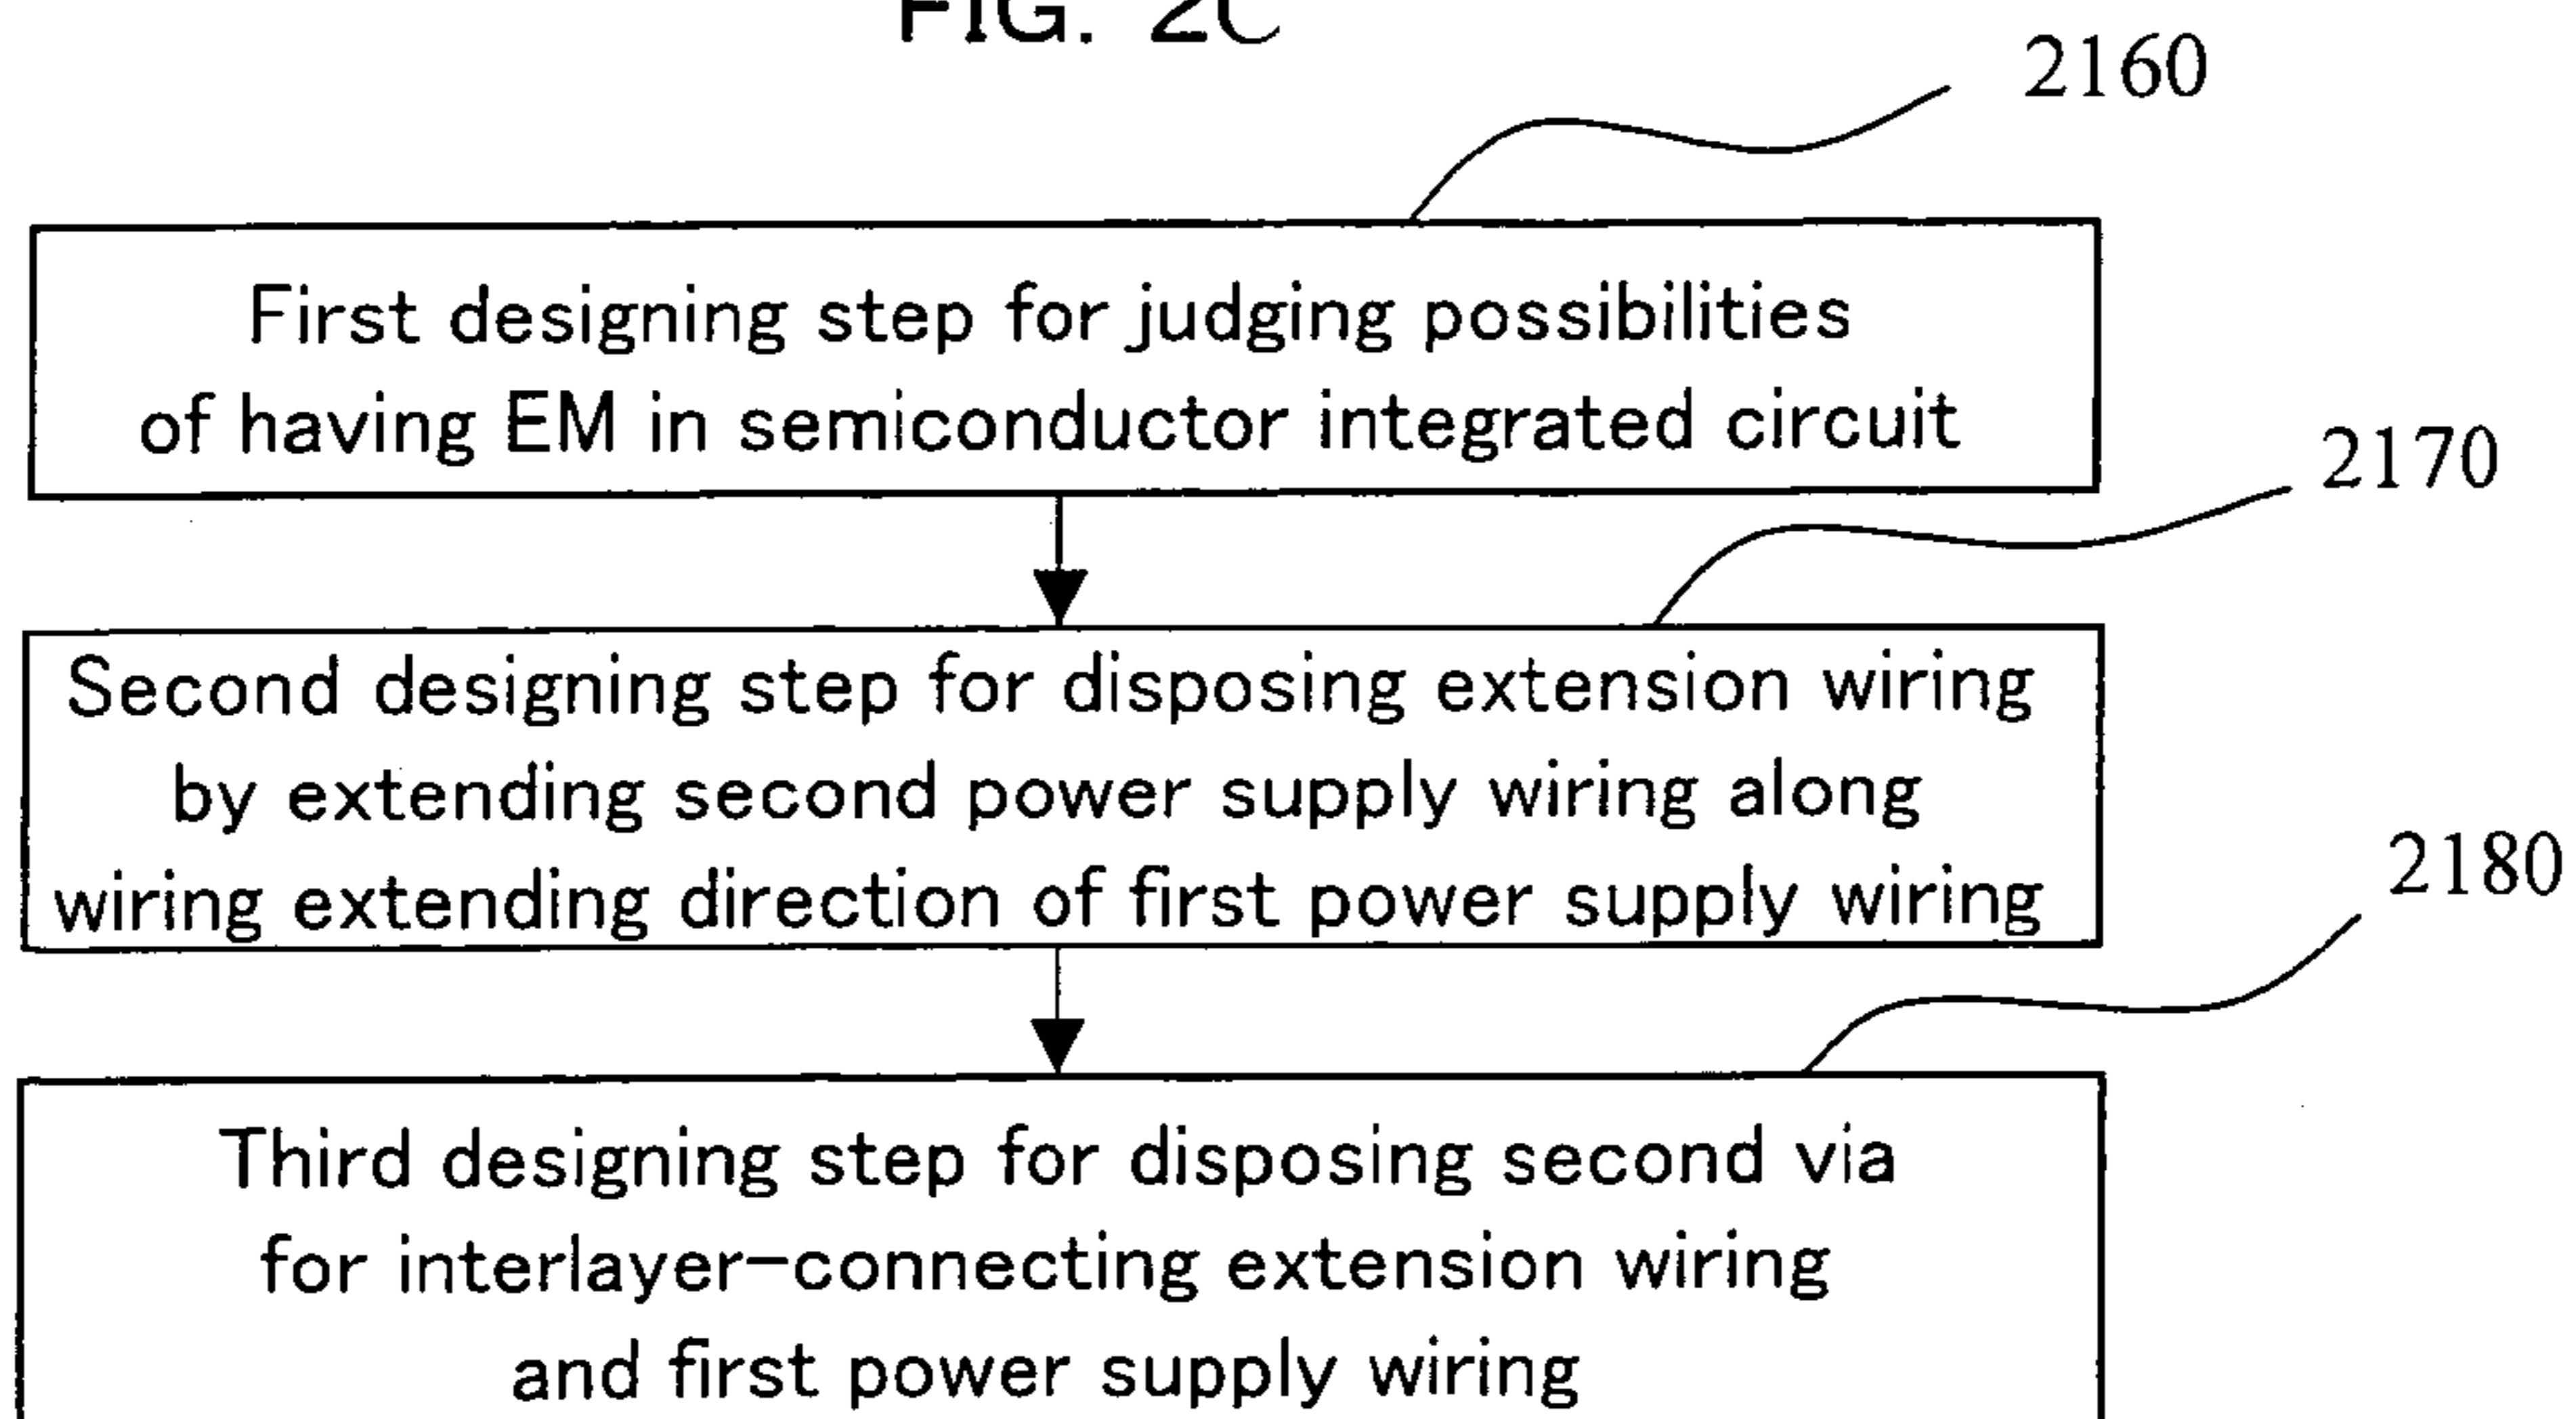 FIG. 2C
2160
First designing step for judging possibilities
of having EM in semiconductor integrated circuit
2170
Second designing step for disposing extension wiring
by extending second power supply wiring along
wiring extending direction of first power supply wiring
2180
Third designing step for disposing second via
for interlayer-connecting extension wiring
and first power supply wiring